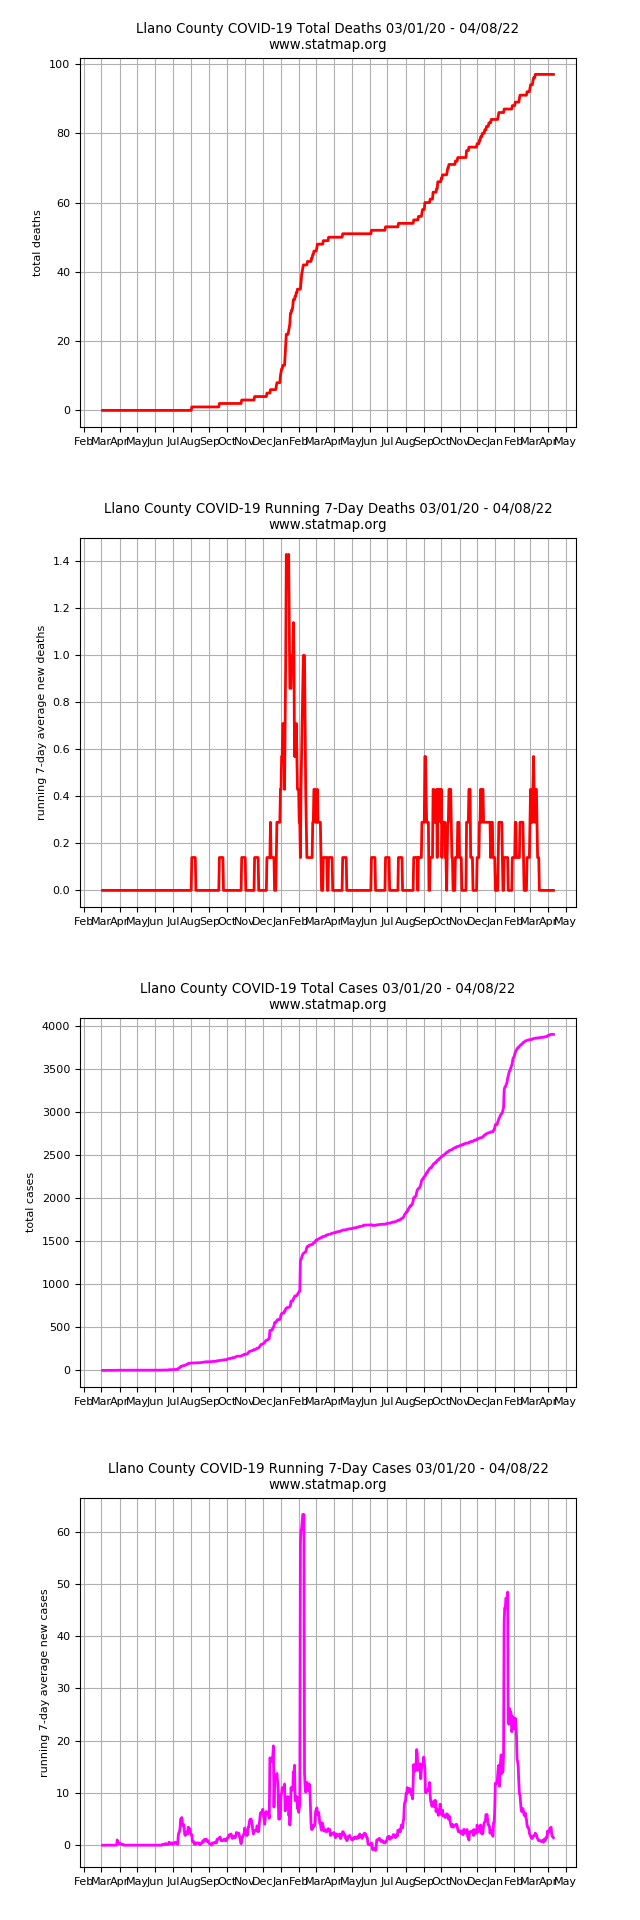 Llano County COVID-19 Total Deaths 03/01/20 - 04/08/22
www.statmap.org
total deaths
100
80
60
40
20
0
Feb Mar Apr May Jun Jul Aug Sep Oct Nov Dec Jan Feb Mar Apr May Jun Jul Aug Sep Oct Nov Dec Jan Feb Mar Apr May
Llano County COVID-19 Running 7-Day Deaths 03/01/20 - 04/08/22
www.statmap.org
running 7-day average new deaths
1.4
1.2
1.0
0.8
0.6
0.4
0.2
0.0
Feb Mar Apr May Jun Jul Aug Sep Oct Nov Dec Jan Feb Mar Apr May Jun Jul Aug Sep Oct Nov Dec Jan Feb Mar Apr May
Llano County COVID-19 Total Cases 03/01/20 - 04/08/22
www.statmap.org
total cases
4000
3500
3000
2500
2000
1500
1000
500
0
Feb Mar Apr May Jun Jul Aug Sep Oct Nov Dec Jan Feb Mar Apr May Jun Jul Aug Sep Oct Nov Dec Jan Feb Mar Apr May
Llano County COVID-19 Running 7-Day Cases 03/01/20 - 04/08/22
www.statmap.org
running 7-day average new cases
60
50
40
30
20
10
0
Feb Mar Apr May Jun Jul Aug Sep Oct Nov Dec Jan Feb Mar Apr May Jun Jul Aug Sep Oct Nov Dec Jan Feb Mar Apr May